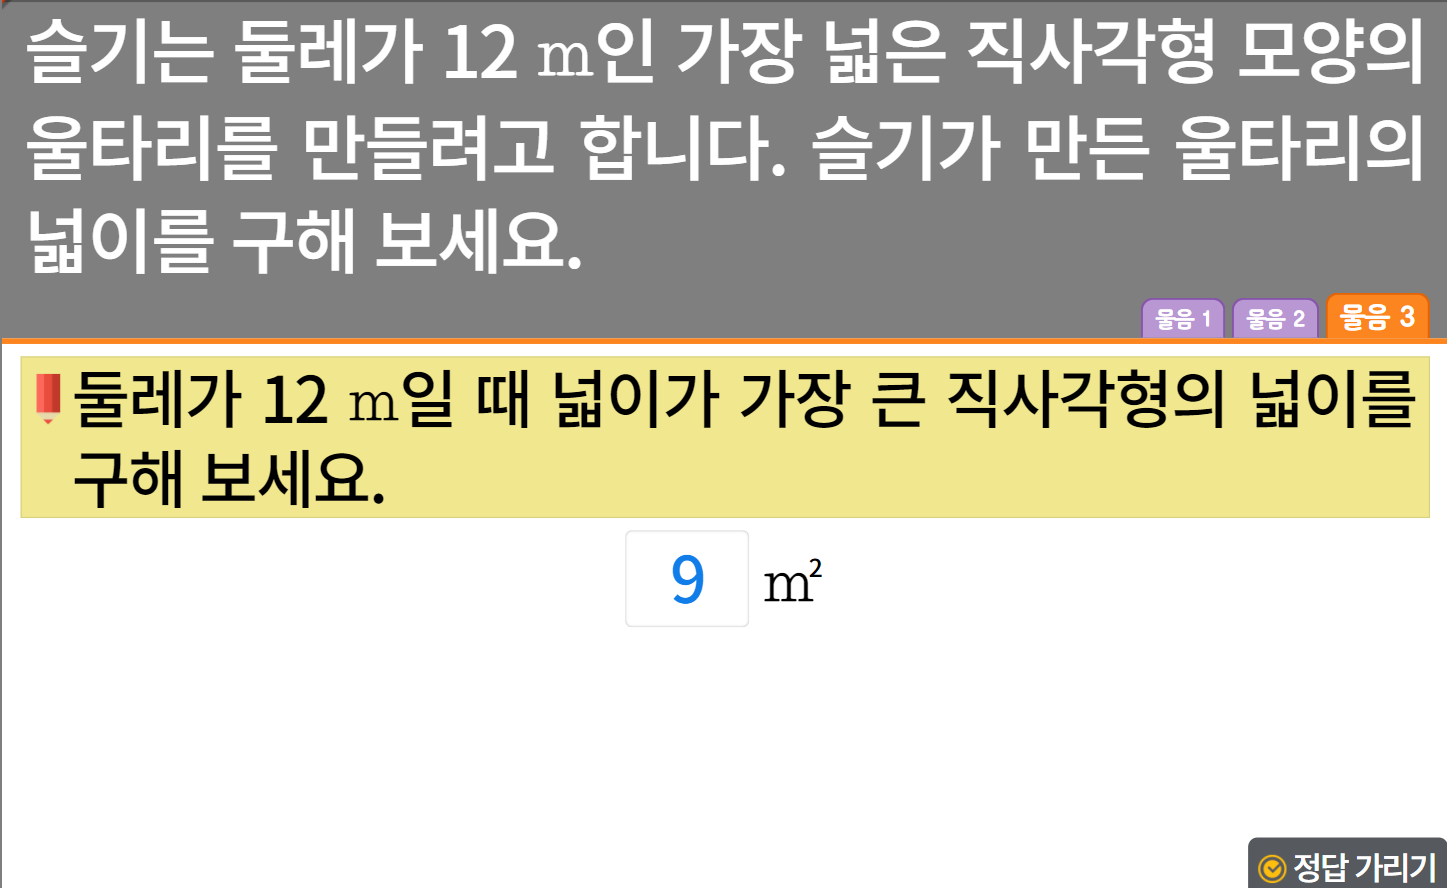 슬기는 둘레가 12 m인 가장 넓은 직사각형 모양의
울타리를 만들려고 합니다. 슬기가 만든 울타리의
넓이를 구해 보세요.
물음 1 물음 2 물음 3
둘레가 12 m일 때 넓이가 가장 큰 직사각형의 넓이를
구해 보세요.
9 m²
정답 가리기